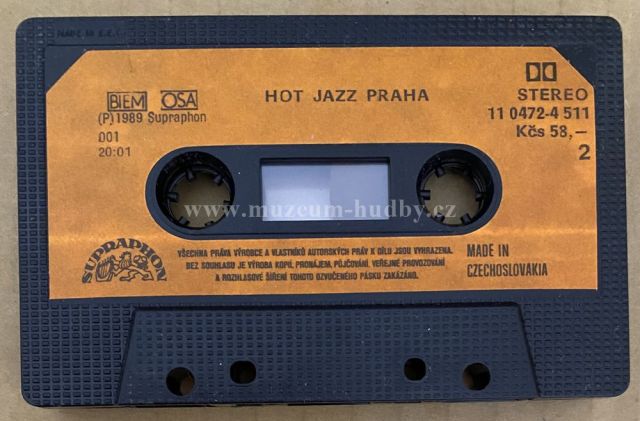 MADE IN E.E.C.
BIEM OSA
(P)1989 Supraphon
001
20:01
HOT JAZZ PRAHA
STEREO
11 0472-4 511
Kčs 58,—
2
www.muzeum-hudby.cz
SUPRAPHON
VŠECHNA PRÁVA VÝROBCE A VLASTNÍKŮ AUTORSKÝCH PRÁV K DÍLU JSOU VYHRAZENA.
BEZ SOUHLASU JE VÝROBA KOPIÍ, PRONÁJEM, PŮJČOVÁNÍ, VEŘEJNÉ PROVOZOVÁNÍ
A ROZHLASOVÉ ŠÍŘENÍ TOHOTO OZVUČENÉHO PÁSKU ZAKÁZÁNO.
MADE IN
CZECHOSLOVAKIA